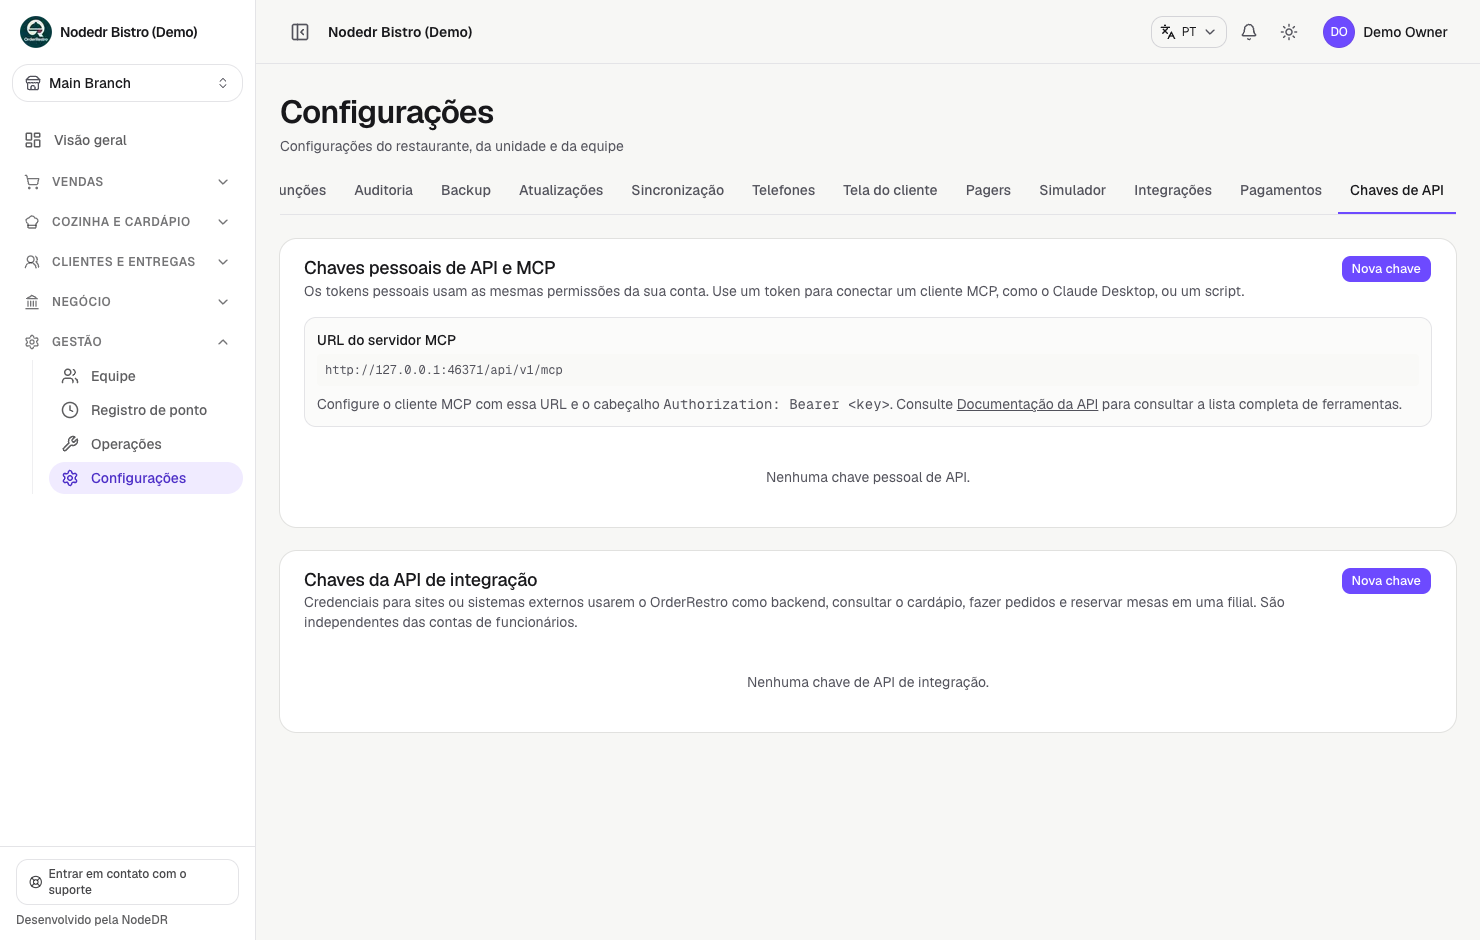 Nodedr Bistro (Demo)
Main Branch
Visão geral
VENDAS
COZINHA E CARDÁPIO
CLIENTES E ENTREGAS
NEGÓCIO
GESTÃO
Equipe
Registro de ponto
Operações
Configurações
Entrar em contato com o
suporte
Desenvolvido pela NodeDR
Nodedr Bistro (Demo)
PT
DO
Demo Owner
Configurações
Configurações do restaurante, da unidade e da equipe
unções Auditoria Backup Atualizações Sincronização Telefones Tela do cliente Pagers Simulador Integrações Pagamentos Chaves de API
Chaves pessoais de API e MCP
Nova chave
Os tokens pessoais usam as mesmas permissões da sua conta. Use um token para conectar um cliente MCP, como o Claude Desktop, ou um script.
URL do servidor MCP
http://127.0.0.1:46371/api/v1/mcp
Configure o cliente MCP com essa URL e o cabeçalho Authorization: Bearer <key>. Consulte Documentação da API para consultar a lista completa de ferramentas.
Nenhuma chave pessoal de API.
Chaves da API de integração
Nova chave
Credenciais para sites ou sistemas externos usarem o OrderRestro como backend, consultar o cardápio, fazer pedidos e reservar mesas em uma filial. São
independentes das contas de funcionários.
Nenhuma chave de API de integração.